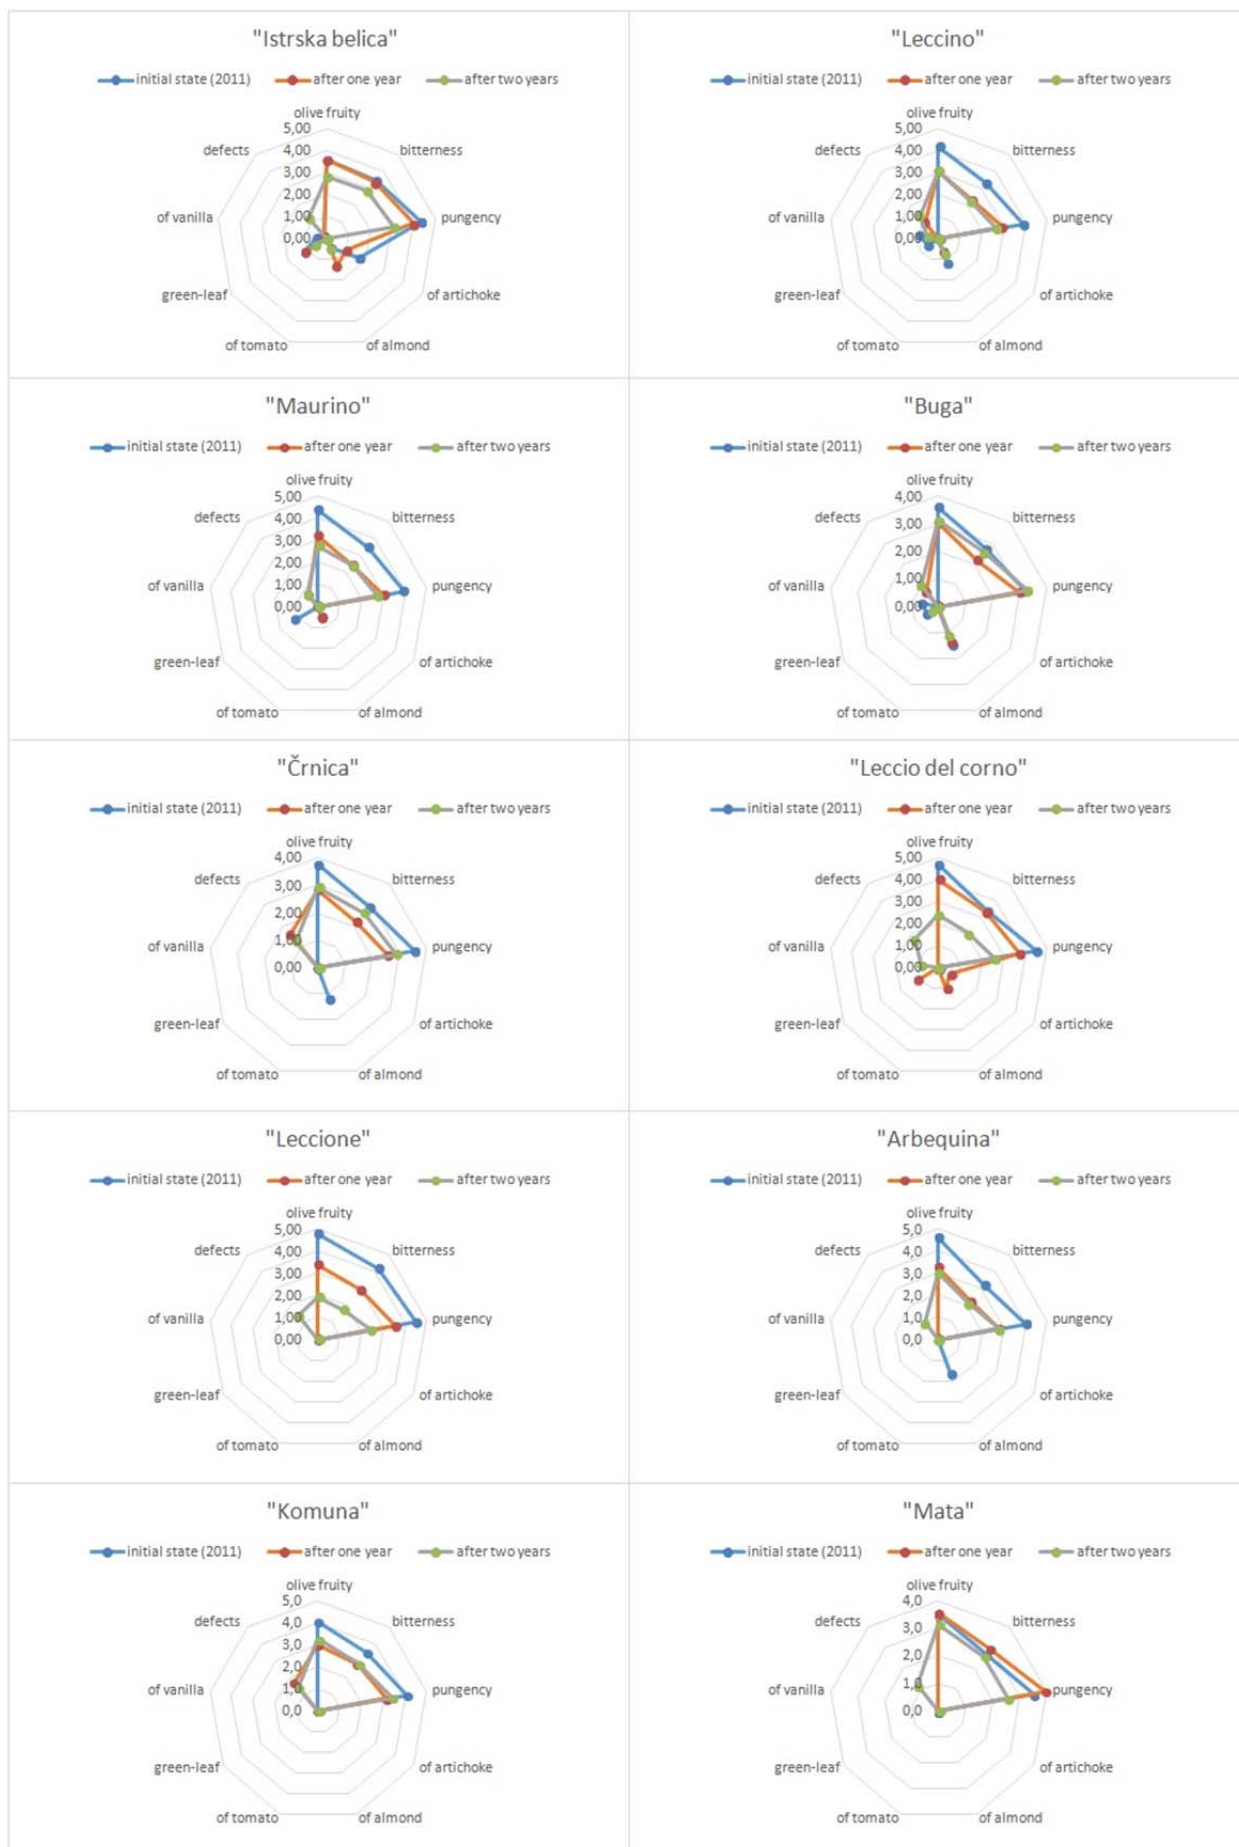 "Istrska belica"
initial state (2011) after one year after two years
olive fruity
5,00
defects 4,00 bitterness
3,00
2,00
of vanilla 1,00 pungency
0,00
green-leaf of artichoke
of tomato of almond
"Leccino"
initial state (2011) after one year after two years
olive fruity
5,00
defects 4,00 bitterness
3,00
2,00
of vanilla 1,00 pungency
0,00
green-leaf of artichoke
of tomato of almond
"Maurino"
initial state (2011) after one year after two years
olive fruity
5,00
defects 4,00 bitterness
3,00
2,00
of vanilla 1,00 pungency
0,00
green-leaf of artichoke
of tomato of almond
"Buga"
initial state (2011) after one year after two years
olive fruity
4,00
defects bitterness
3,00
2,00
of vanilla 1,00 pungency
0,00
green-leaf of artichoke
of tomato of almond
"Črnica"
initial state (2011) after one year after two years
olive fruity
4,00
defects bitterness
3,00
2,00
of vanilla 1,00 pungency
0,00
green-leaf of artichoke
of tomato of almond
"Leccio del corno"
initial state (2011) after one year after two years
olive fruity
5,00
defects 4,00 bitterness
3,00
2,00
of vanilla 1,00 pungency
0,00
green-leaf of artichoke
of tomato of almond
"Leccione"
initial state (2011) after one year after two years
olive fruity
5,00
defects 4,00 bitterness
3,00
2,00
of vanilla 1,00 pungency
0,00
green-leaf of artichoke
of tomato of almond
"Arbequina"
initial state (2011) after one year after two years
olive fruity
5,0
defects 4,0 bitterness
3,0
2,0
of vanilla 1,0 pungency
0,0
green-leaf of artichoke
of tomato of almond
"Komuna"
initial state (2011) after one year after two years
olive fruity
5,0
defects 4,0 bitterness
3,0
2,0
of vanilla 1,0 pungency
0,0
green-leaf of artichoke
of tomato of almond
"Mata"
initial state (2011) after one year after two years
olive fruity
4,0
defects bitterness
3,0
2,0
of vanilla 1,0 pungency
0,0
green-leaf of artichoke
of tomato of almond